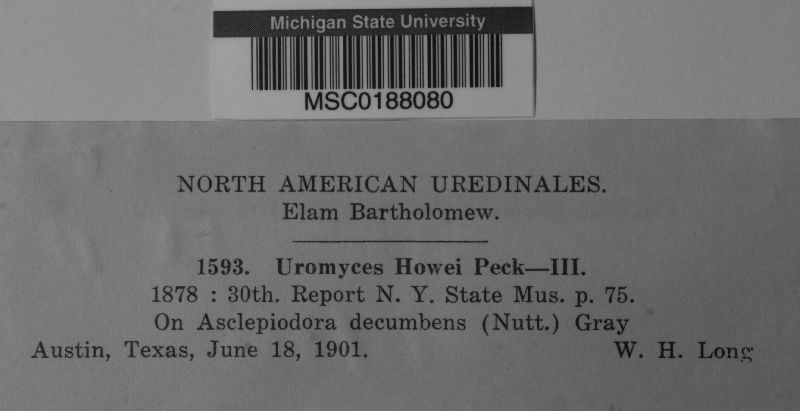 Michigan State University
MSC0188080
NORTH AMERICAN UREDINALES.
Elam Bartholomew.
1593. Uromyces Howei Peck—III.
1878 : 30th. Report N. Y. State Mus. p. 75.
On Asclepiodora decumbens (Nutt.) Gray
Austin, Texas, June 18, 1901. W. H. Long